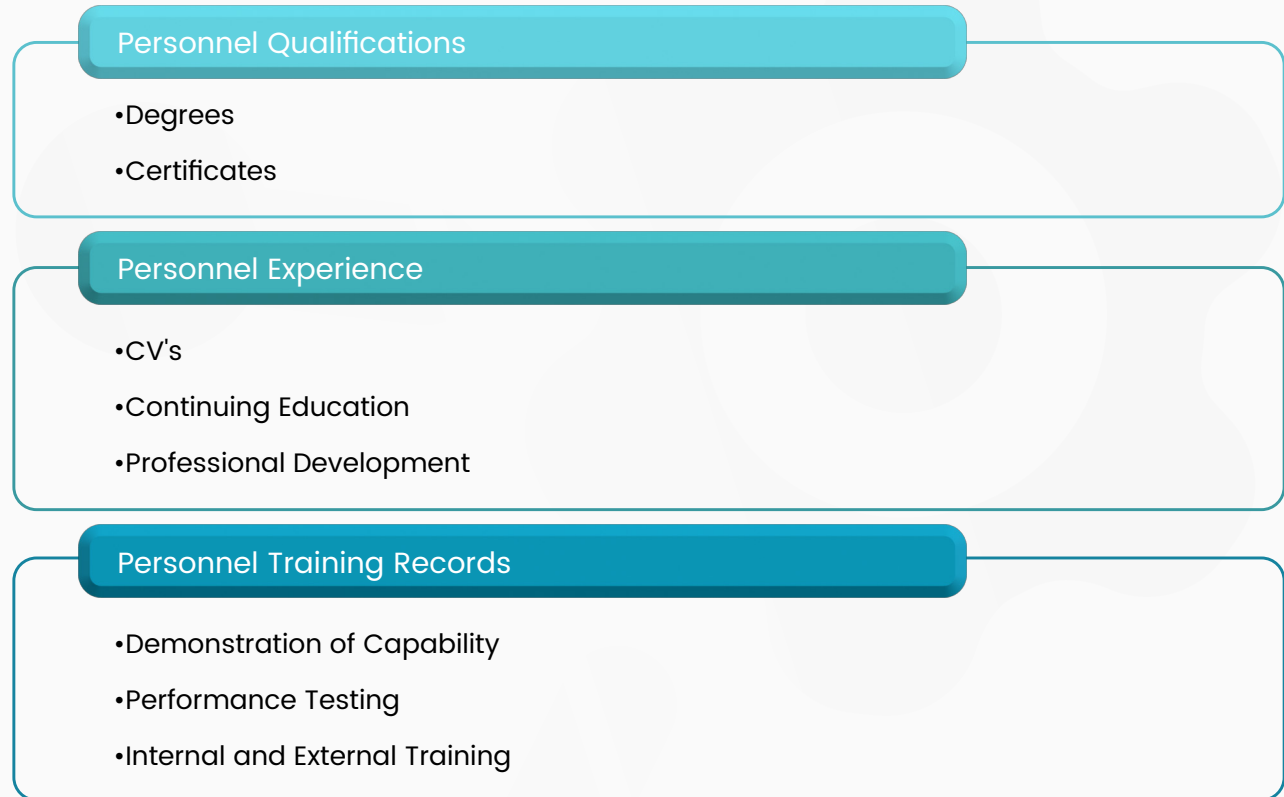 Personnel Qualifications
•Degrees
•Certificates
Personnel Experience
•CV's
•Continuing Education
•Professional Development
Personnel Training Records
•Demonstration of Capability
•Performance Testing
•Internal and External Training